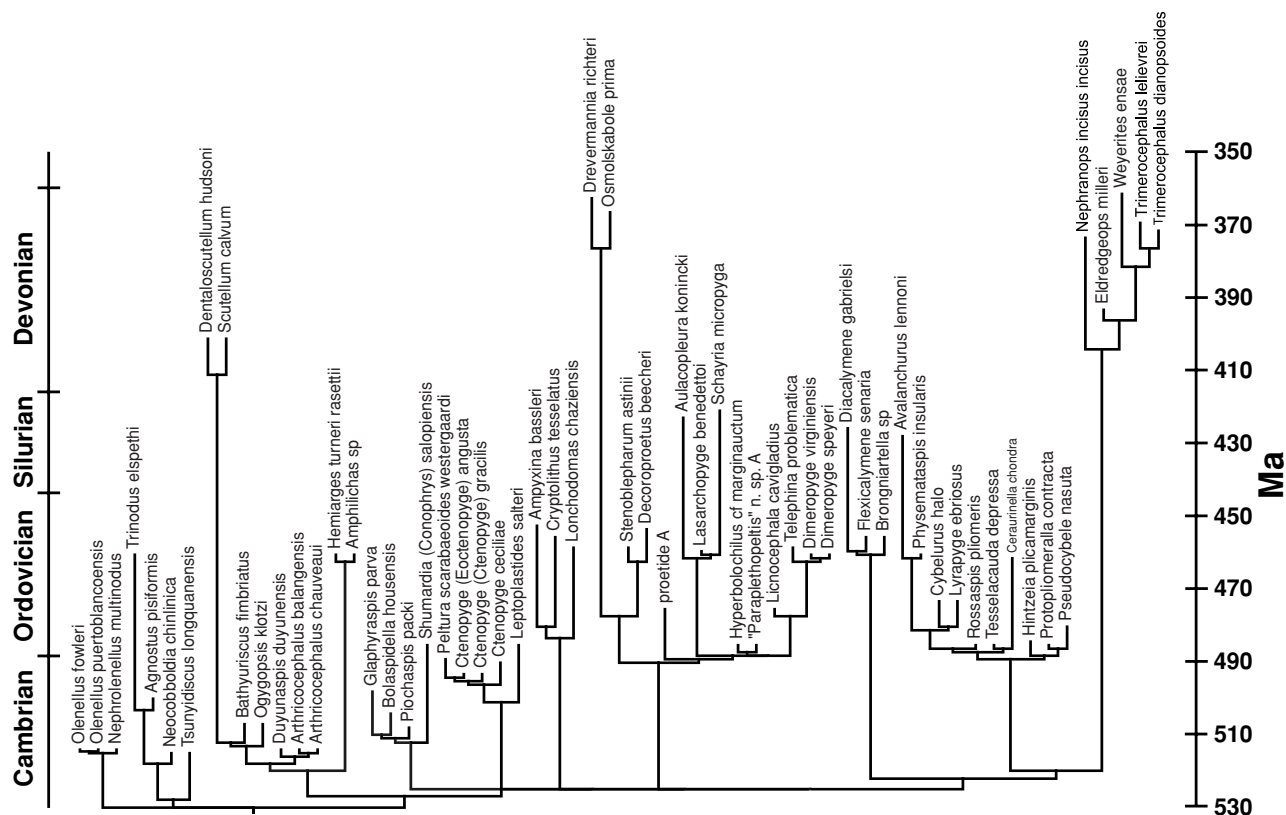 Devonian
Silurian
Ordovician
Cambrian
Olenellus fowleri
Olenellus puertoblancoensis
Nephrolenellus multinodus
Trinodus elspethi
Agnostus pisiformis
Neocobboldia chinlinica
Tsunyidiscus longquanensis
Dentaloscutellum hudsoni
Scutellum calvum
Bathyuriscus fimbriatus
Ogygopsis klotzi
Duyunaspis duyunensis
Arthricocephalus balangensis
Arthricocephalus chauveaui
Hemiarges turneri rasettii
Amphilichas sp
Glaphyraspis parva
Bolaspidella housensis
Piochaspis packi
Shumardia (Conophrys) salopiensis
Peltura scarabaeoides westergaardi
Ctenopyge (Eoctenopyge) angusta
Ctenopyge (Ctenopyge) gracilis
Ctenopyge ceciliae
Leptoplastides salteri
Ampyxina bassleri
Cryptolithus tesselatus
Lonchodomas chaziensis
Drevermannia richteri
Osmolskabole prima
Stenoblepharum astinii
Decoroproetus beecheri
proetide A
Aulacopleura konincki
Lasarchopyge benedettoi
Schayria micropyga
Hyperbolochilus cf marginauctum
"Paraplethopeltis" n. sp. A
Licnocephala cavigladius
Telephina problematica
Dimeropyge virginiensis
Dimeropyge speyeri
Diacalymene gabrielsi
Flexicalymene senaria
Brongniartella sp
Avalanchurus lennoni
Physemataspis insularis
Cybelurus halo
Lyrapyge ebriosus
Rossaspis pliomeris
Tesselacauda depressa
Ceraurinella chondra
Hintzeia plicamarginis
Protopliomerella contracta
Pseudocybele nasuta
Nephranops incisus incisus
Eldredgeops milleri
Weyerites ensae
Trimerocephalus lelievrei
Trimerocephalus dianopsoides
350
370
390
410
430
450
470
490
510
530
Ma